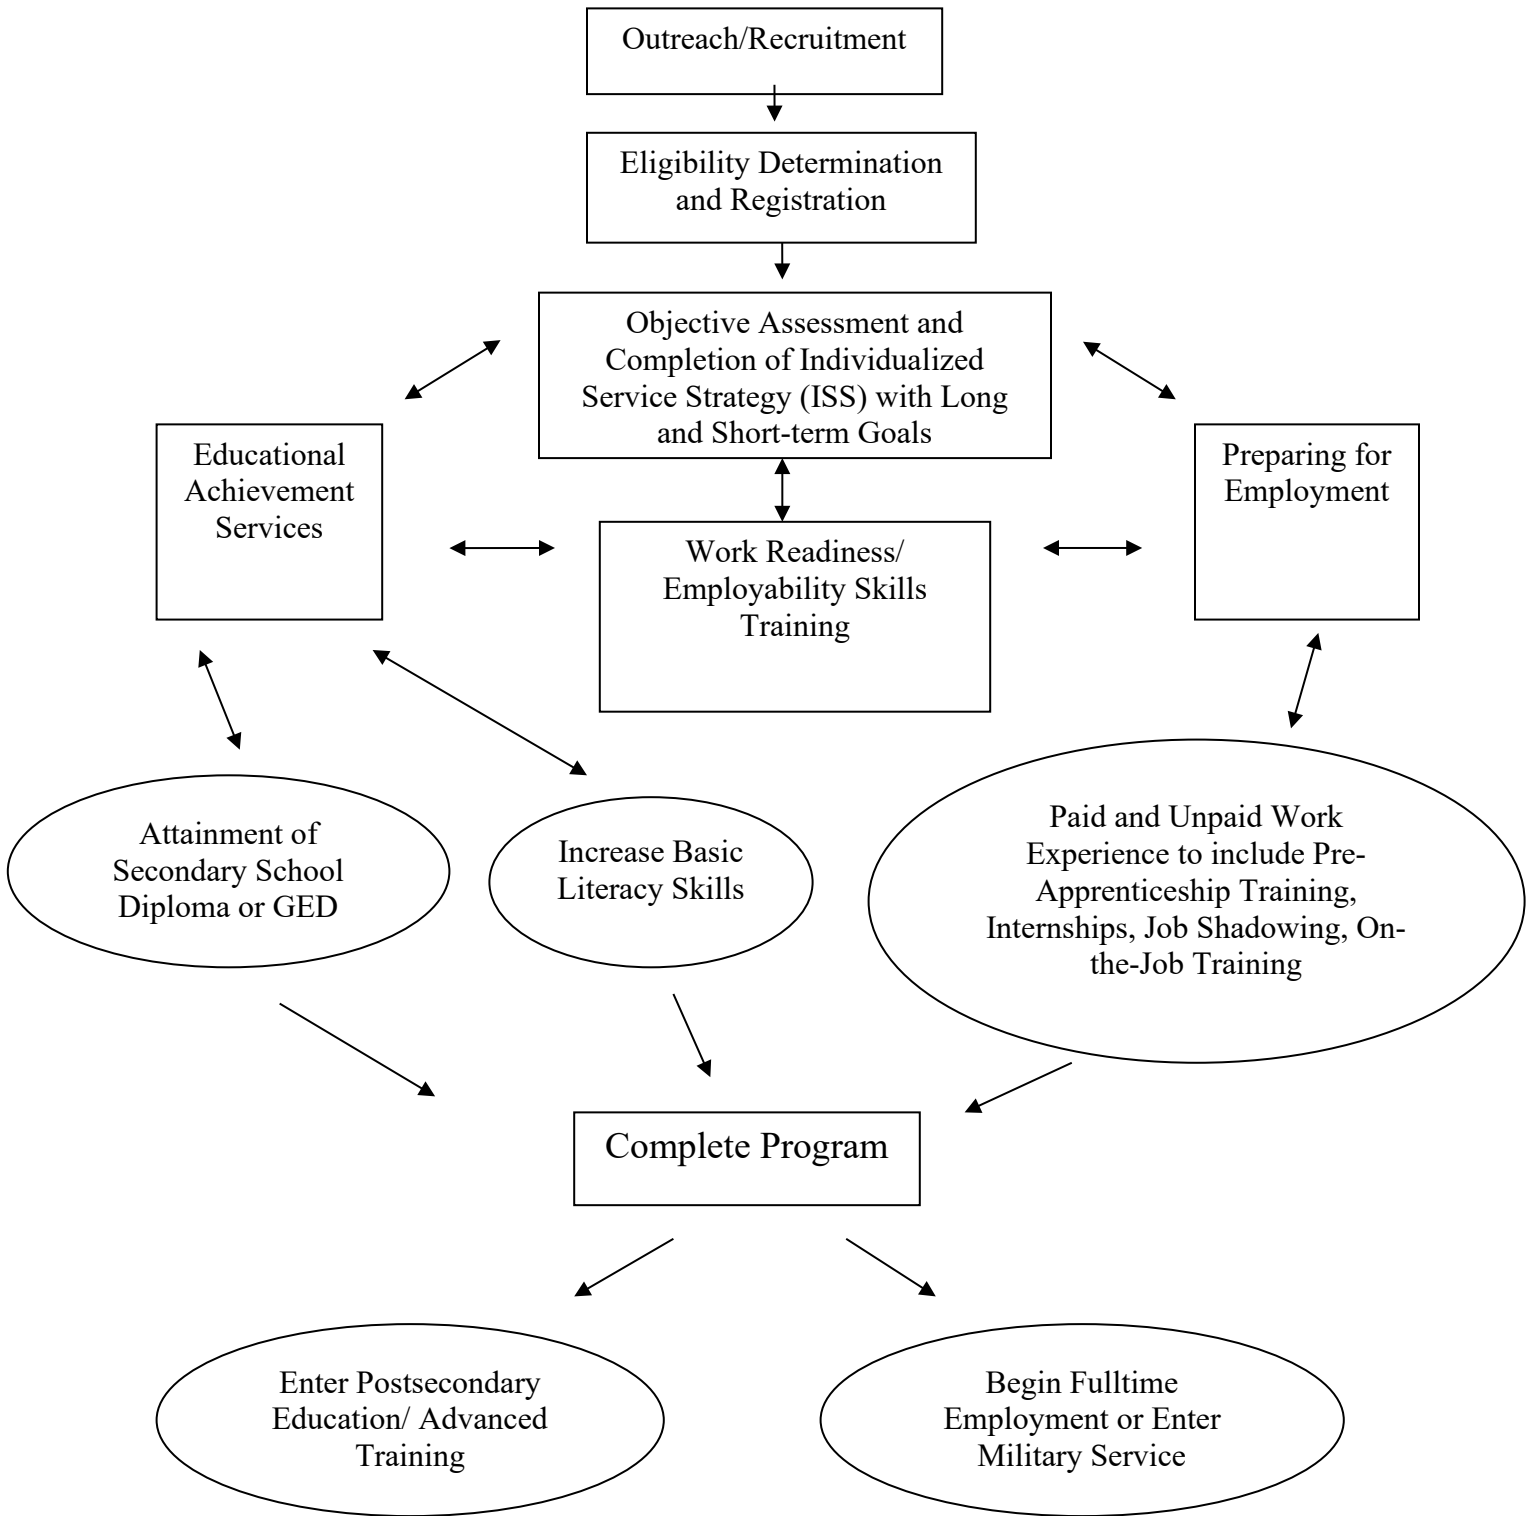 Outreach/Recruitment
Eligibility Determination
and Registration
Objective Assessment and
Completion of Individualized
Service Strategy (ISS) with Long
and Short-term Goals
Educational
Achievement
Services
Preparing for
Employment
Work Readiness/
Employability Skills
Training
Attainment of
Secondary School
Diploma or GED
Increase Basic
Literacy Skills
Paid and Unpaid Work
Experience to include Pre-
Apprenticeship Training,
Internships, Job Shadowing, On-
the-Job Training
Complete Program
Enter Postsecondary
Education/ Advanced
Training
Begin Fulltime
Employment or Enter
Military Service